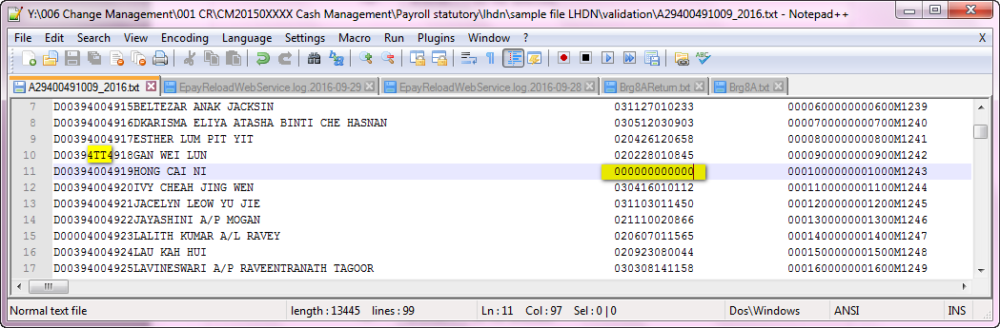 Y:\006 Change Management\001 CR\CM20150XXXX Cash Management\Payroll statutory\lhdn\sample file LHDN\validation\A29400491009_2016.txt - Notepad++
File Edit Search View Encoding Language Settings Macro Run Plugins Window ? X
A29400491009_2016.txt EpayReloadWebService.log.2016-09-29 EpayReloadWebService.log.2016-09-28 Brg8AReturn.txt Brg8A.txt
7 D00394004915BELTEZAR ANAK JACKSIN 031127010233 0000600000000600M1239
8 D00394004916DKARISMA ELIYA ATASHA BINTI CHE HASNAN 030512030903 0000700000000700M1240
9 D00394004917ESTHER LUM PIT YIT 020426120658 0000800000000800M1241
10 D00394TT4918GAN WEI LUN 020228010845 0000900000000900M1242
11 D00394004919HONG CAI NI 000000000000 0001000000001000M1243
12 D00394004920IVY CHEAH JING WEN 030416010112 0001100000001100M1244
13 D00394004921JACELYN LEOW YU JIE 031103011450 0001200000001200M1245
14 D00394004922JAYASHINI A/P MOGAN 021110020866 0001300000001300M1246
15 D00004004923LALITH KUMAR A/L RAVEY 020607011565 0001400000001400M1247
16 D00394004924LAU KAH HUI 020923080044 0001500000001500M1248
17 D00394004925LAVINESWARI A/P RAVEENTRANATH TAGOOR 030308141158 0001600000001600M1249
Normal text file length : 13445 lines : 99 Ln : 11 Col : 97 Sel : 0 | 0 Dos\Windows ANSI INS